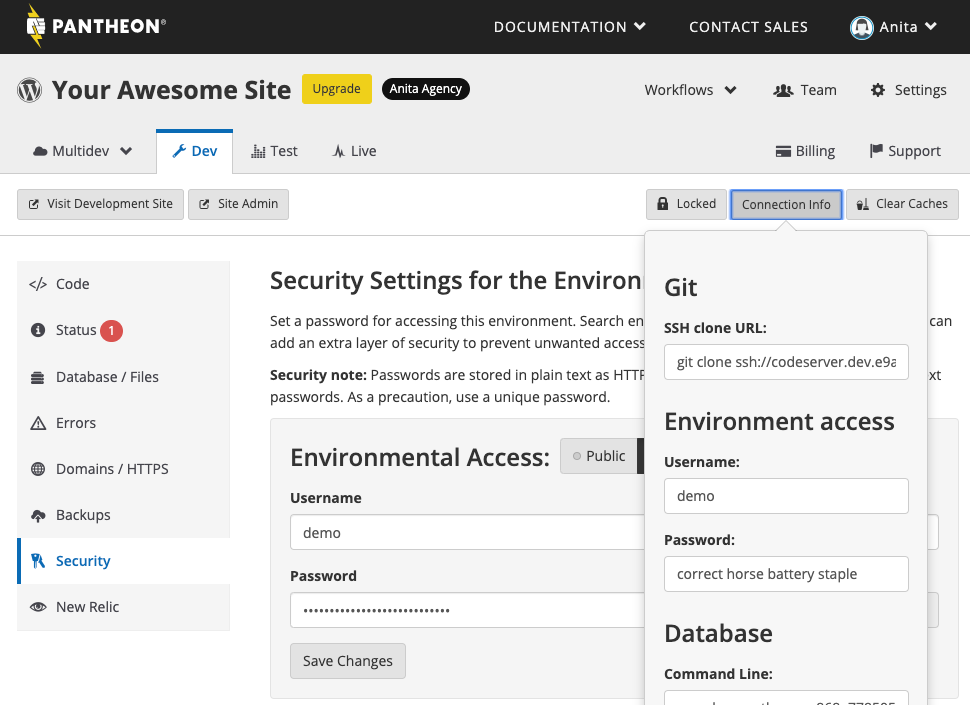 PANTHEON®
DOCUMENTATION
CONTACT SALES
Anita
Your Awesome Site
Upgrade
Anita Agency
Workflows
Team
Settings
Multidev
Dev
Test
Live
Billing
Support
Visit Development Site
Site Admin
Locked
Connection Info
Clear Caches
Code
Status 1
Database / Files
Errors
Domains / HTTPS
Backups
Security
New Relic
Security Settings for the
Set a password for accessing this environment. Search
can
add an extra layer of security to prevent unwanted access
Security note: Passwords are stored in plain text as
passwords. As a precaution, use a unique password.
Environmental Access:
Public
Username
demo
Password
••••••••••••••••••••••••••••
Save Changes
Git
SSH clone URL:
git clone ssh://codeserver.dev.e9a
Environment access
Username:
demo
Password:
correct horse battery staple
Database
Command Line: